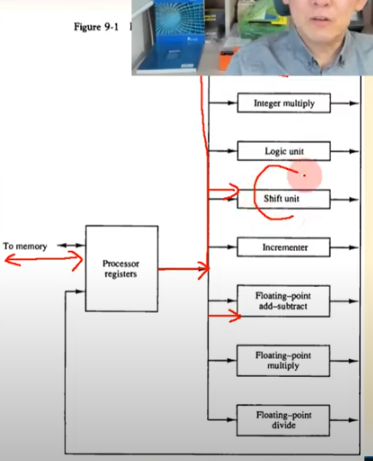 Figure 9-1
Integer multiply
Logic unit
Shift unit
To memory
Processor
registers
Incrementer
Floating-point
add-subtract
Floating-point
multiply
Floating-point
divide